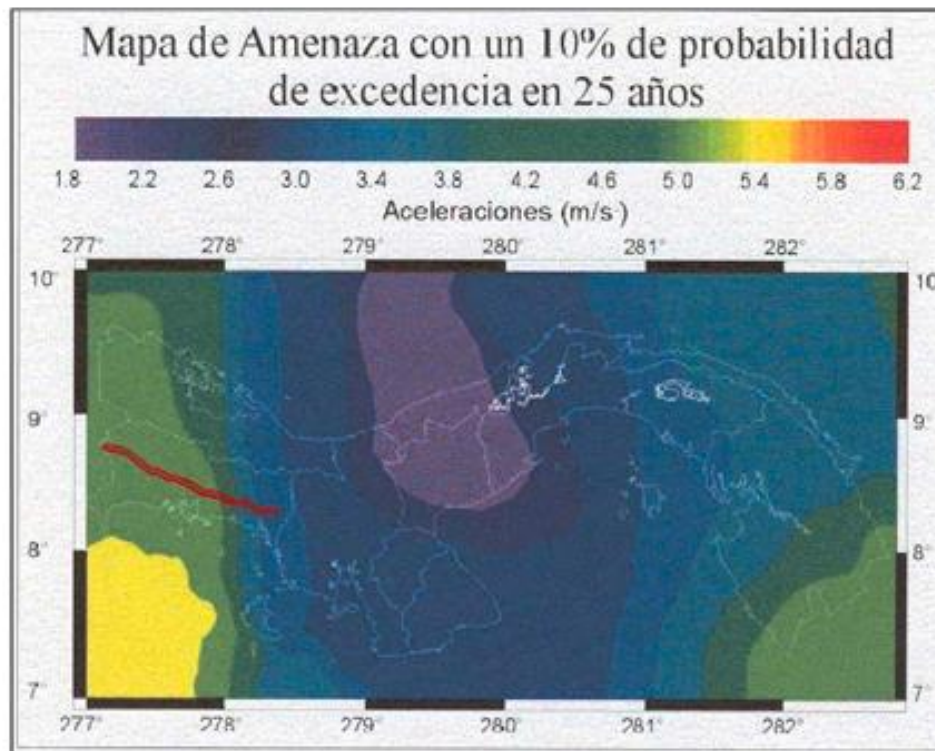 Mapa de Amenaza con un 10% de probabilidad
de excedencia en 25 años
1.8 2.2 2.6 3.0 3.4 3.8 4.2 4.6 5.0 5.4 5.8 6.2
Aceleraciones (m/s )
277° 278° 279° 280° 281° 282°
10° 10
9° 9°
8° 8°
7° 7°
277° 278° 279° 280° 281° 282°